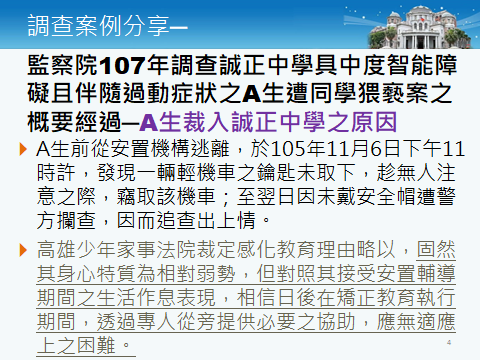 調查案例分享—
監察院107年調查誠正中學具中度智能障
礙且伴隨過動症狀之A生遭同學猥褻案之
概要經過—A生裁入誠正中學之原因
A生前從安置機構逃離，於105年11月6日下午11
時許，發現一輛輕機車之鑰匙未取下，趁無人注
意之際，竊取該機車；至翌日因未戴安全帽遭警
方攔查，因而追查出上情。
高雄少年家事法院裁定感化教育理由略以，固然
其身心特質為相對弱勢，但對照其接受安置輔導
期間之生活作息表現，相信日後在矯正教育執行
期間，透過專人從旁提供必要之協助，應無適應
上之困難。
4